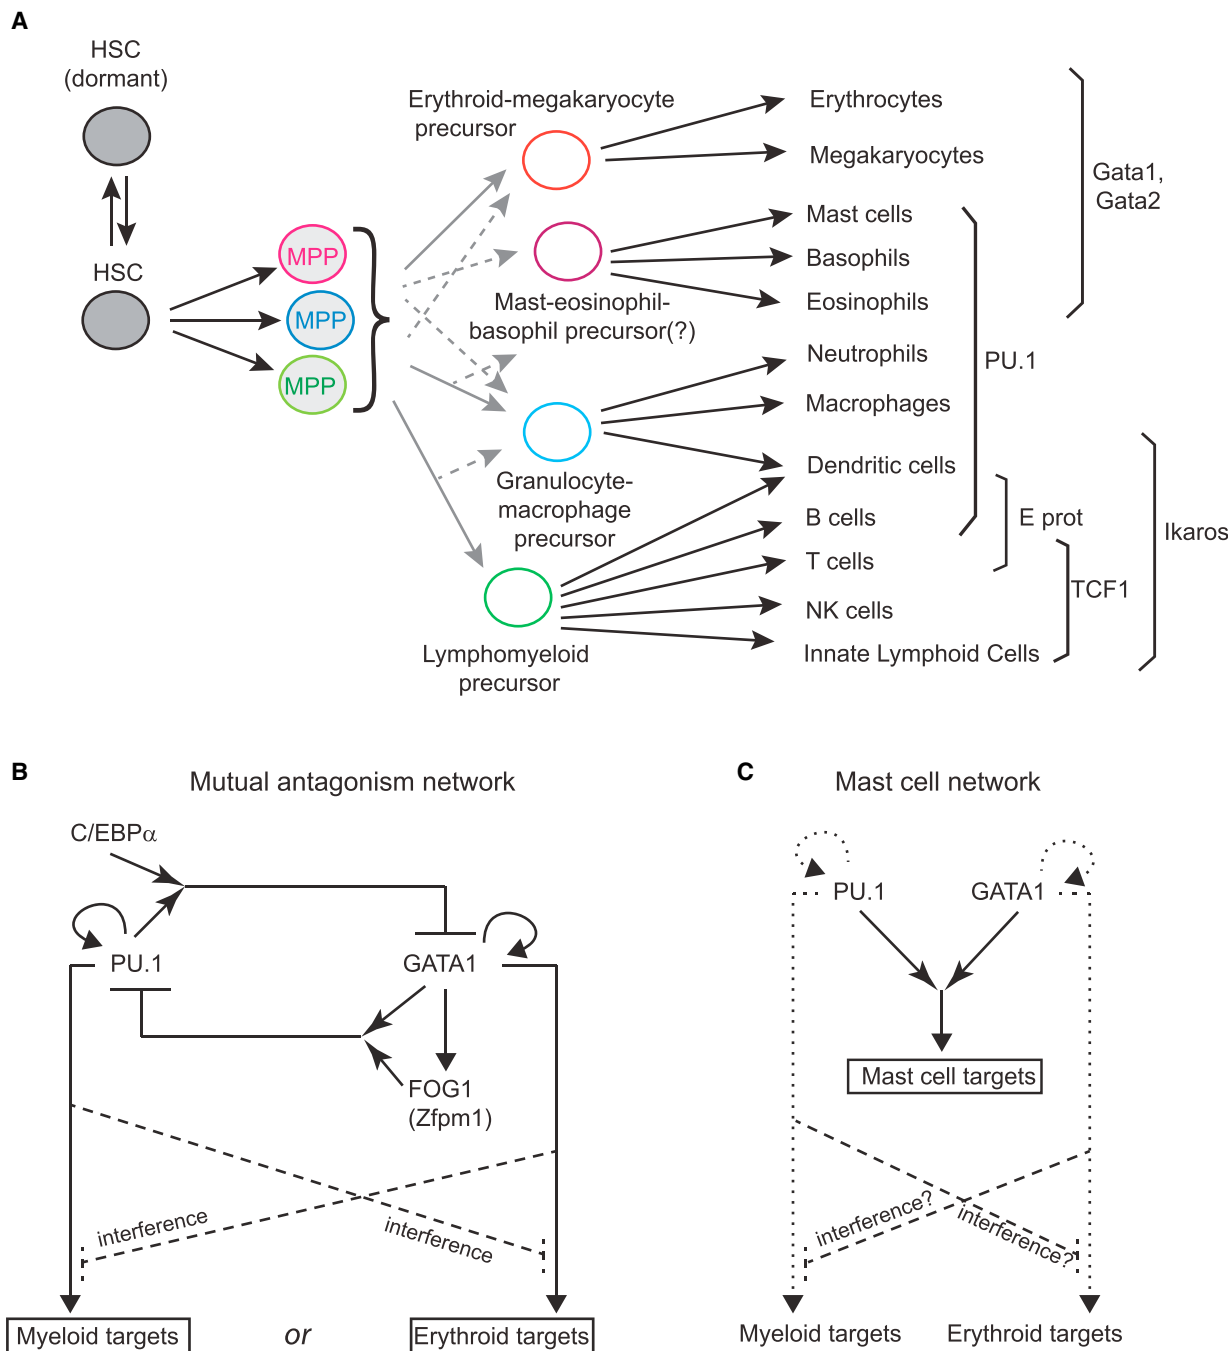 A
HSC
(dormant)
HSC
MPP
MPP
MPP
Erythroid-megakaryocyte
precursor
Mast-eosinophil-
basophil precursor(?)
Granulocyte-
macrophage
precursor
Lymphomyeloid
precursor
Erythrocytes
Megakaryocytes
Mast cells
Basophils
Eosinophils
Neutrophils
Macrophages
Dendritic cells
B cells
T cells
NK cells
Innate Lymphoid Cells
Gata1,
Gata2
PU.1
E prot
TCF1
Ikaros
B
Mutual antagonism network
C/EBPα
PU.1
GATA1
FOG1
(Zfpm1)
interference
interference
Myeloid targets
or
Erythroid targets
C
Mast cell network
PU.1
GATA1
Mast cell targets
interference?
interference?
Myeloid targets
Erythroid targets